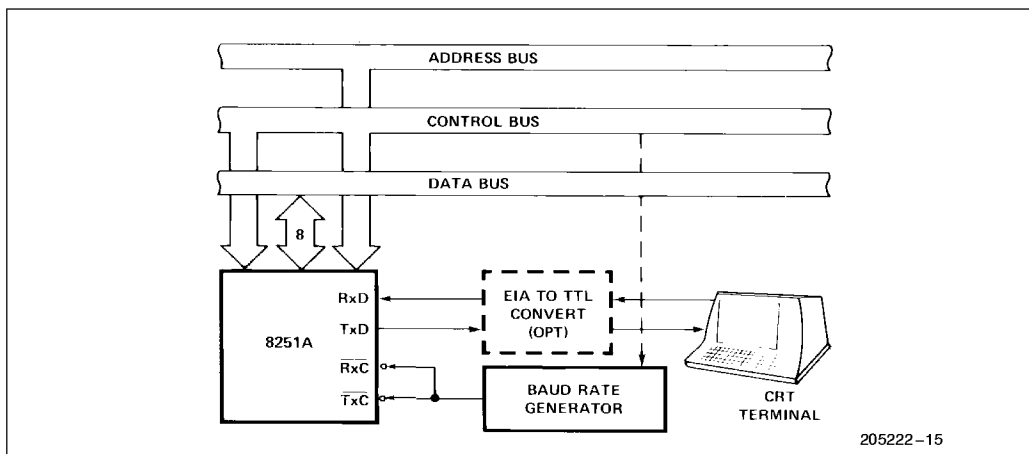 ADDRESS BUS
CONTROL BUS
DATA BUS
8
8251A
RxD
TxD
RxC
TxC
EIA TO TTL
CONVERT
(OPT)
BAUD RATE
GENERATOR
CRT
TERMINAL
205222–15